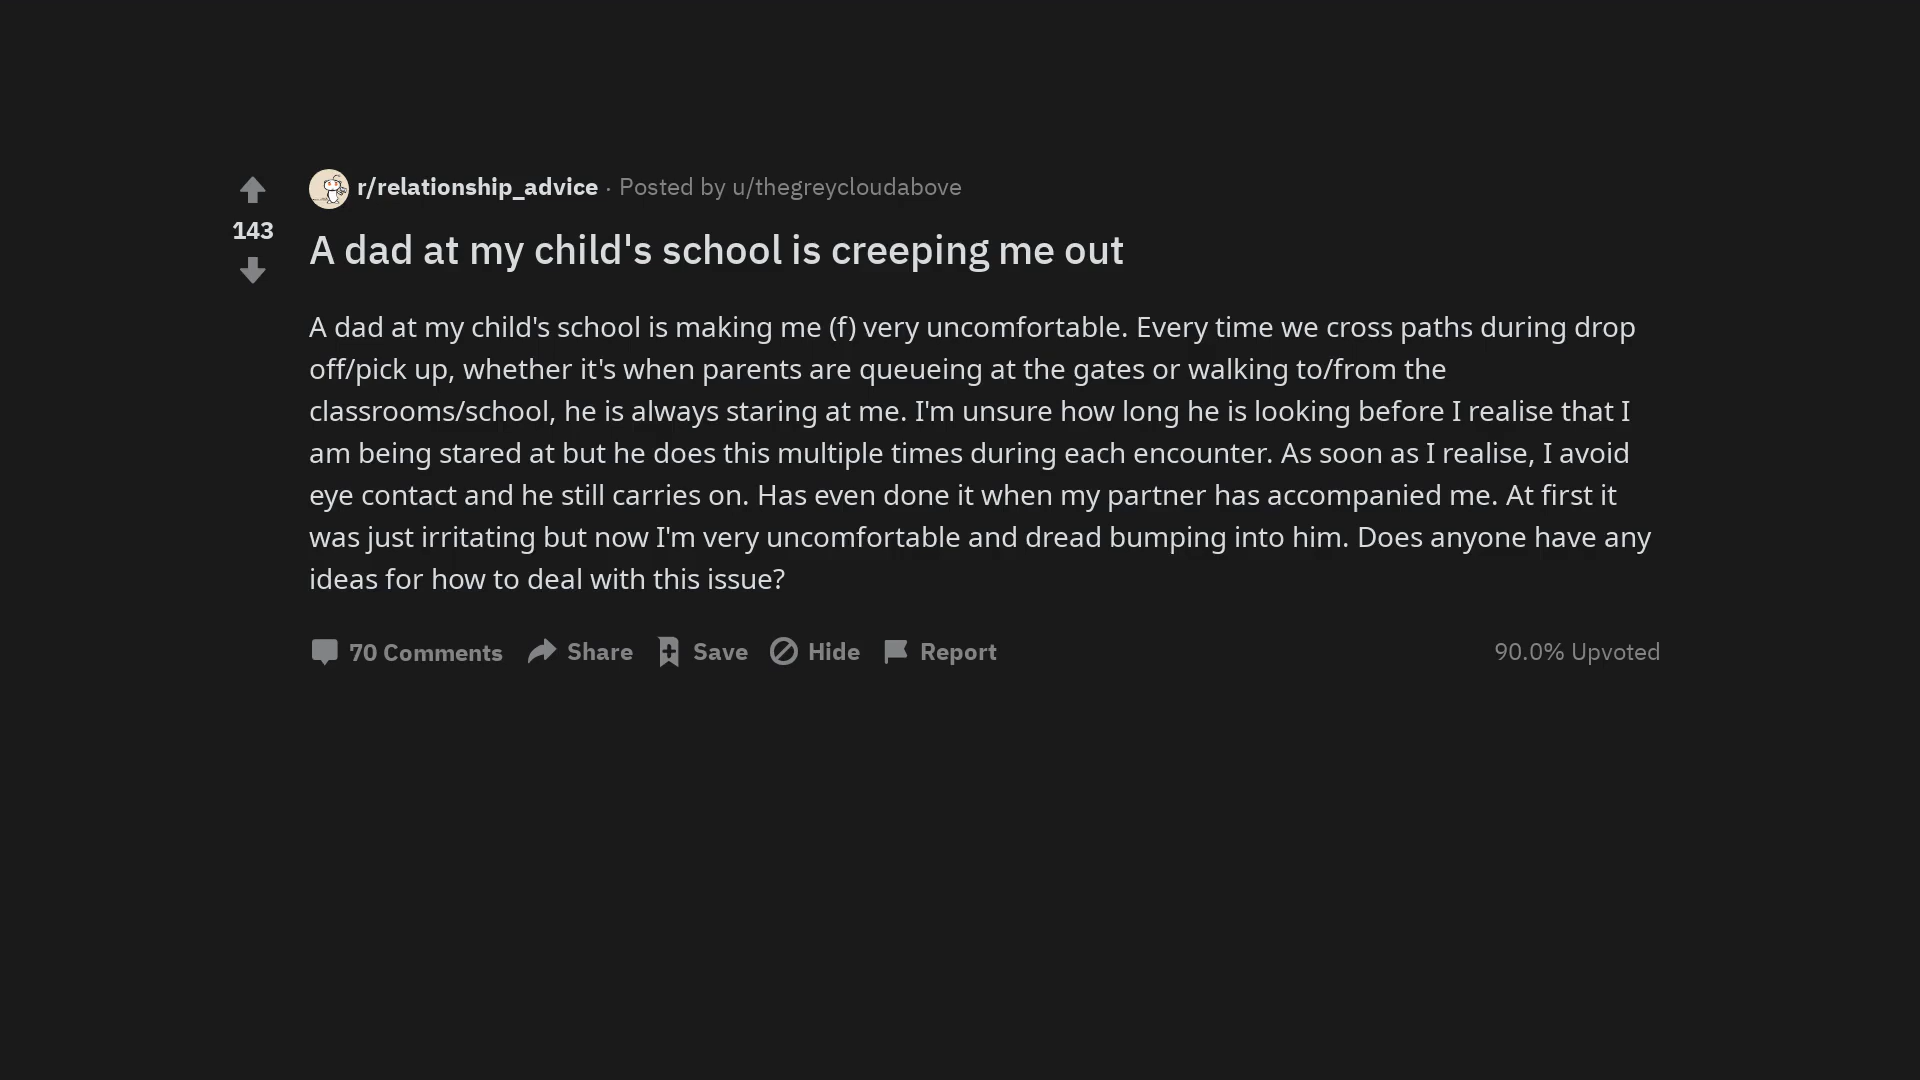 r/relationship_advice · Posted by u/thegreycloudabove
143
A dad at my child's school is creeping me out
A dad at my child's school is making me (f) very uncomfortable. Every time we cross paths during drop
off/pick up, whether it's when parents are queueing at the gates or walking to/from the
classrooms/school, he is always staring at me. I'm unsure how long he is looking before I realise that I
am being stared at but he does this multiple times during each encounter. As soon as I realise, I avoid
eye contact and he still carries on. Has even done it when my partner has accompanied me. At first it
was just irritating but now I'm very uncomfortable and dread bumping into him. Does anyone have any
ideas for how to deal with this issue?
70 Comments Share Save Hide Report 90.0% Upvoted